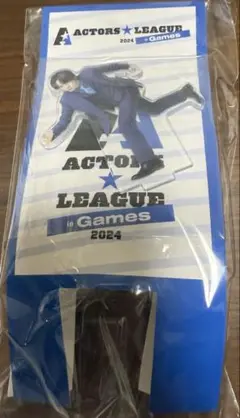 A ACTORS★LEAGUE
2024 in Games
A
ACTORS
★
LEAGUE
in Games
2024